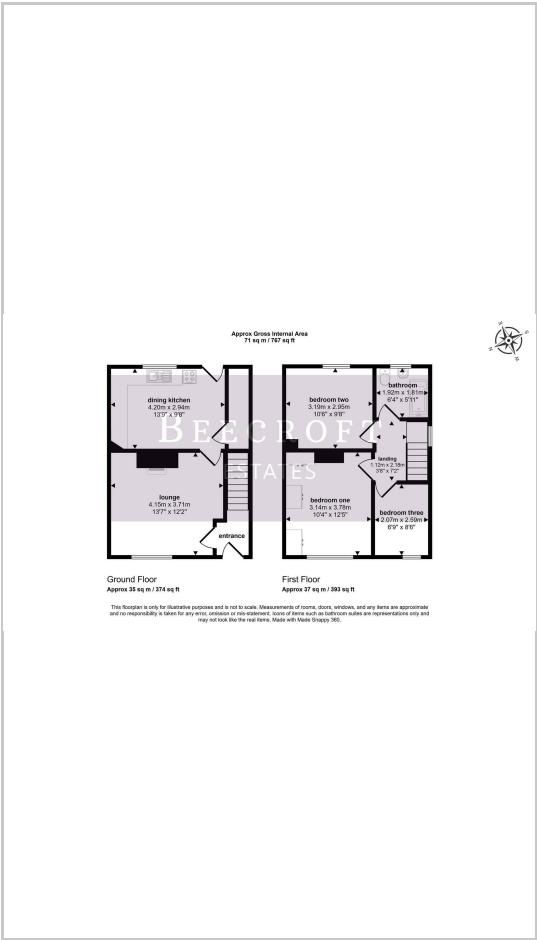 Approx Gross Internal Area
71 sq m / 767 sq ft
dining kitchen
4.20m x 2.94m
13'9" x 9'8"
bedroom two
3.19m x 2.95m
10'6" x 9'8"
bathroom
1.92m x 1.81m
6'4" x 5'11"
BEECROFT
ESTATES
landing
1.12m x 2.18m
3'8" x 7'2"
lounge
4.15m x 3.71m
13'7" x 12'2"
bedroom one
3.14m x 3.78m
10'4" x 12'5"
bedroom three
2.07m x 2.59m
6'9" x 8'6"
entrance
Ground Floor
Approx 35 sq m / 374 sq ft
First Floor
Approx 37 sq m / 393 sq ft
This floorplan is only for illustrative purposes and is not to scale. Measurements of rooms, doors, windows, and any items are approximate
and no responsibility is taken for any error, omission or mis-statement. Icons of items such as bathroom suites are representations only and
may not look like the real items. Made with Made Snappy 360.